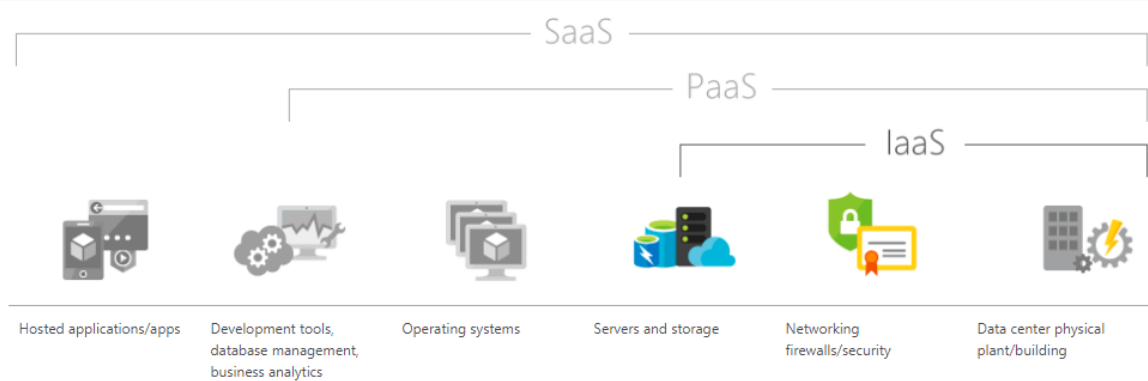 SaaS
PaaS
IaaS
Hosted applications/apps
Development tools,
database management,
business analytics
Operating systems
Servers and storage
Networking
firewalls/security
Data center physical
plant/building